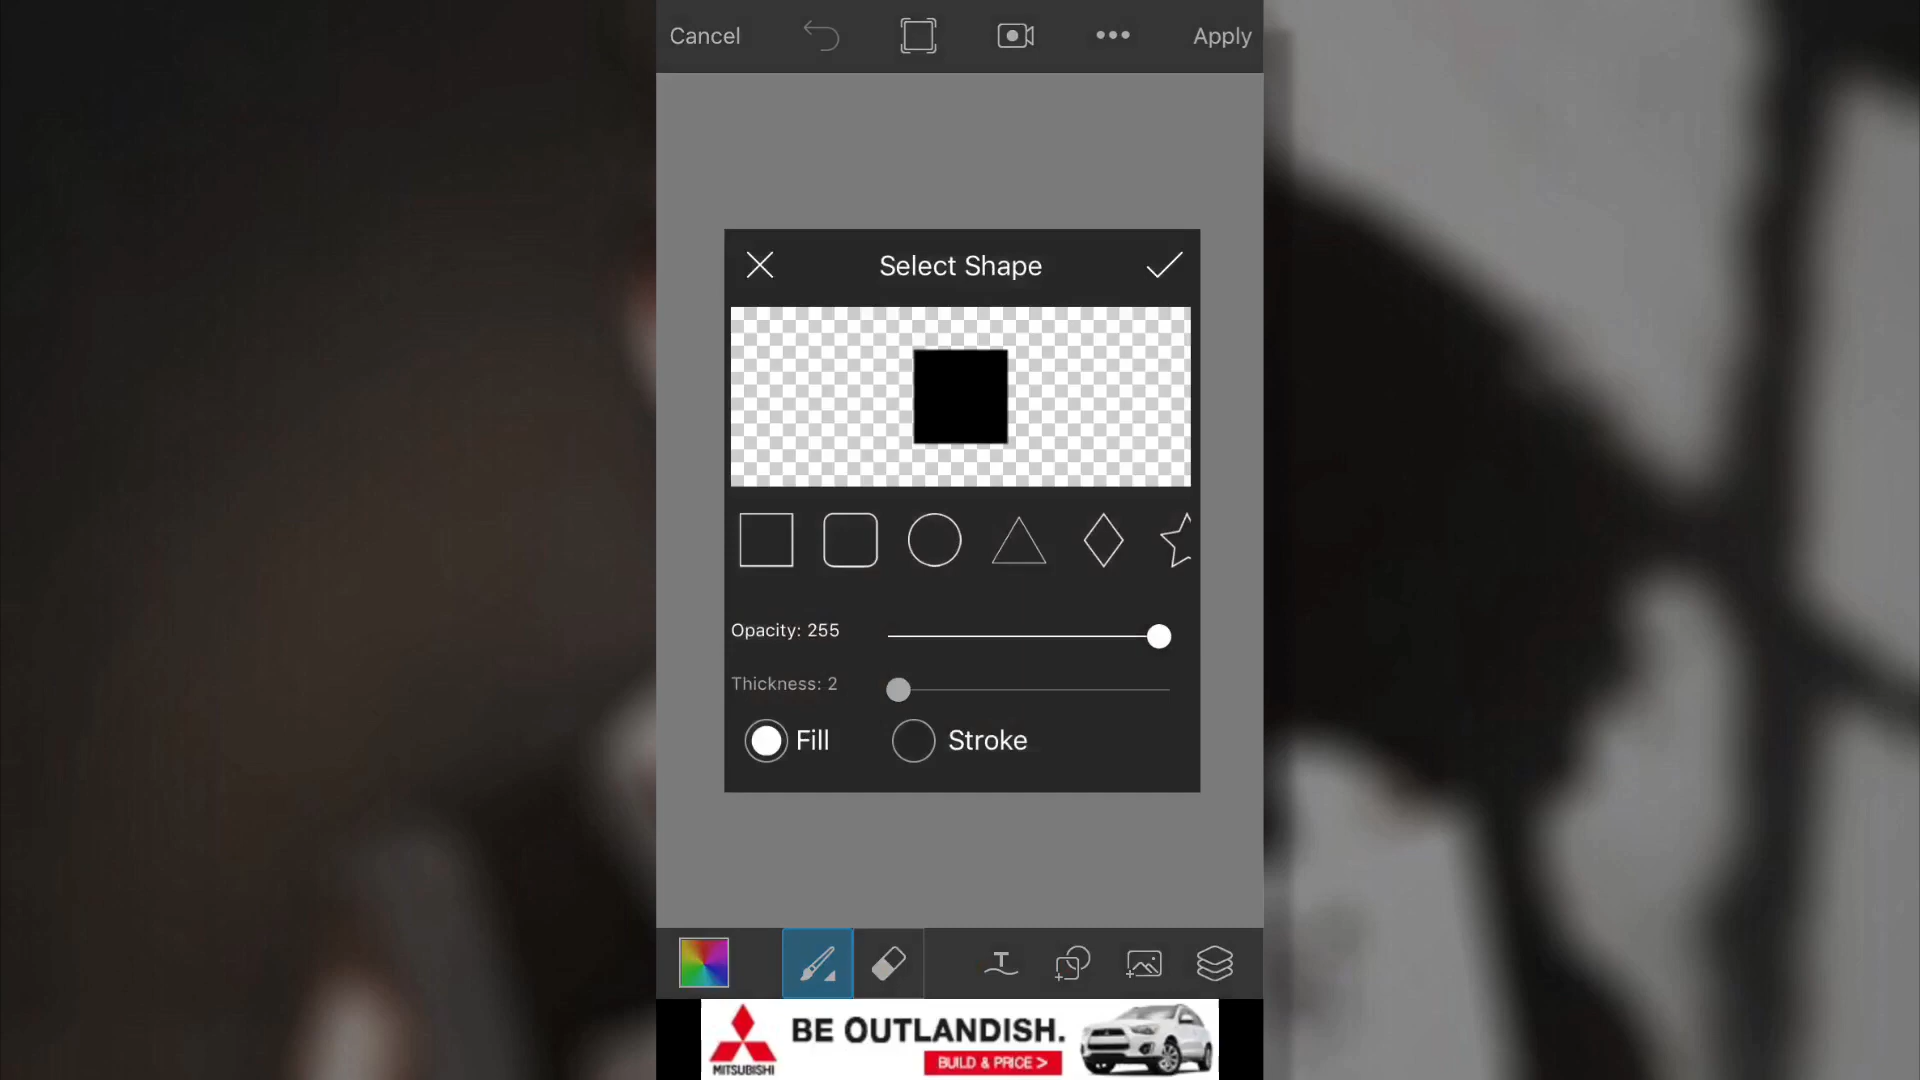 Cancel
Apply
Select Shape
Opacity: 255
Thickness: 2
Fill
Stroke
T
BE OUTLANDISH.
BUILD & PRICE >
MITSUBISHI